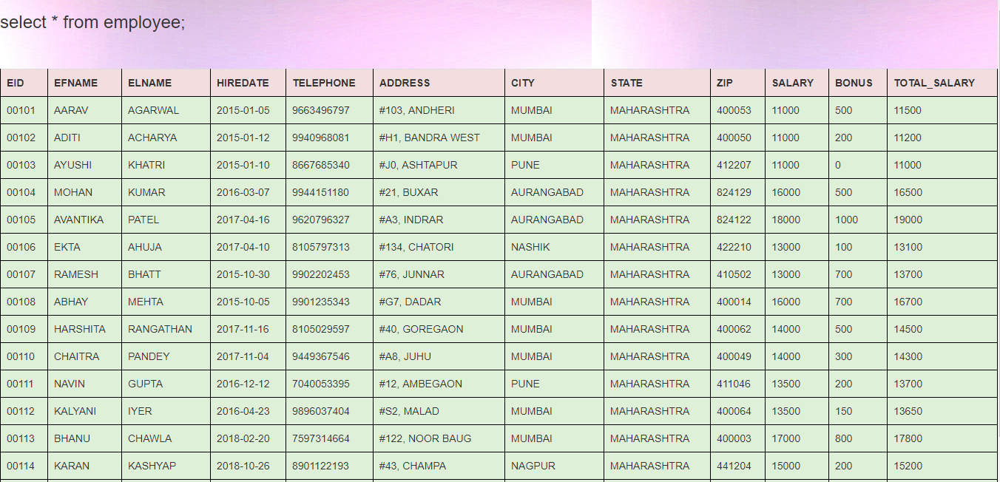 select * from employee;
EID EFNAME ELNAME HIREDATE TELEPHONE ADDRESS CITY STATE ZIP SALARY BONUS TOTAL_SALARY
00101 AARAV AGARWAL 2015-01-05 9663496797 #103, ANDHERI MUMBAI MAHARASHTRA 400053 11000 500 11500
00102 ADITI ACHARYA 2015-01-12 9940968081 #H1, BANDRA WEST MUMBAI MAHARASHTRA 400050 11000 200 11200
00103 AYUSHI KHATRI 2015-01-10 8667685340 #J0, ASHTAPUR PUNE MAHARASHTRA 412207 11000 0 11000
00104 MOHAN KUMAR 2016-03-07 9944151180 #21, BUXAR AURANGABAD MAHARASHTRA 824129 16000 500 16500
00105 AVANTIKA PATEL 2017-04-16 9620796327 #A3, INDRAR AURANGABAD MAHARASHTRA 824122 18000 1000 19000
00106 EKTA AHUJA 2017-04-10 8105797313 #134, CHATORI NASHIK MAHARASHTRA 422210 13000 100 13100
00107 RAMESH BHATT 2015-10-30 9902202453 #76, JUNNAR AURANGABAD MAHARASHTRA 410502 13000 700 13700
00108 ABHAY MEHTA 2015-10-05 9901235343 #G7, DADAR MUMBAI MAHARASHTRA 400014 16000 700 16700
00109 HARSHITA RANGATHAN 2017-11-16 8105029597 #40, GOREGAON MUMBAI MAHARASHTRA 400062 14000 500 14500
00110 CHAITRA PANDEY 2017-11-04 9449367546 #A8, JUHU MUMBAI MAHARASHTRA 400049 14000 300 14300
00111 NAVIN GUPTA 2016-12-12 7040053395 #12, AMBEGAON PUNE MAHARASHTRA 411046 13500 200 13700
00112 KALYANI IYER 2016-04-23 9896037404 #S2, MALAD MUMBAI MAHARASHTRA 400064 13500 150 13650
00113 BHANU CHAWLA 2018-02-20 7597314664 #122, NOOR BAUG MUMBAI MAHARASHTRA 400003 17000 800 17800
00114 KARAN KASHYAP 2018-10-26 8901122193 #43, CHAMPA NAGPUR MAHARASHTRA 441204 15000 200 15200